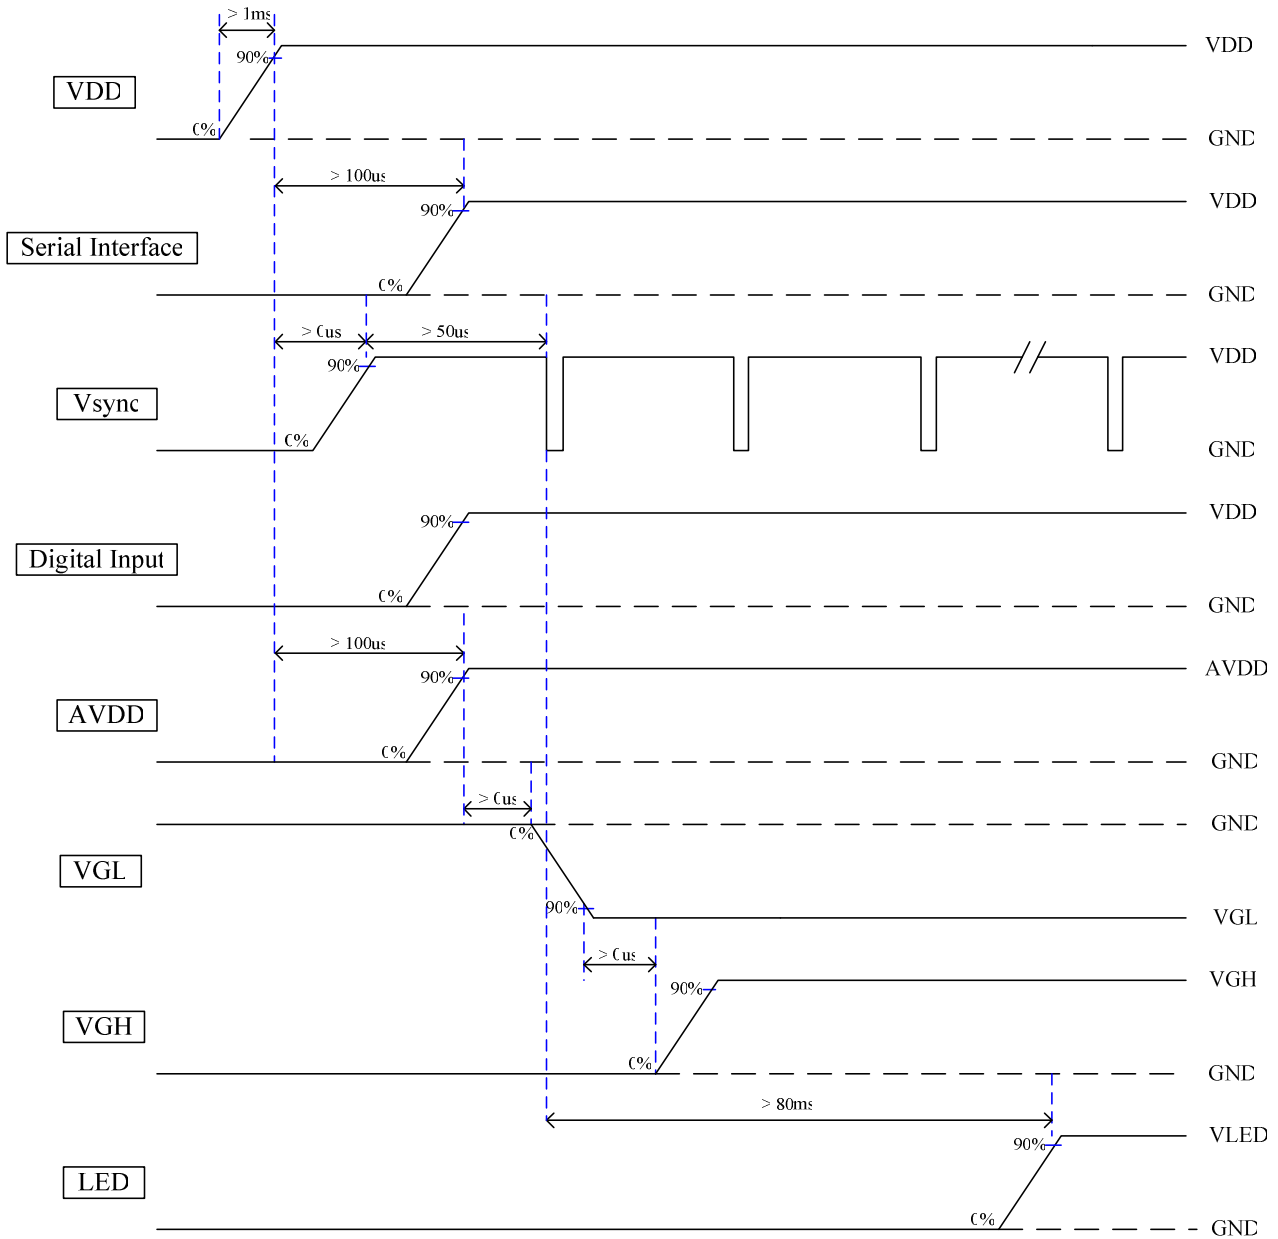 > 1ms
VDD
90%
VDD
0%
GND
> 100us
VDD
90%
Serial Interface
0%
GND
> 0us
> 50us
VDD
90%
Vsync
0%
GND
VDD
90%
Digital Input
0%
GND
> 100us
AVDD
90%
AVDD
0%
GND
> 0us
GND
0%
VGL
90%
VGL
> 0us
VGH
90%
VGH
0%
GND
> 80ms
VLED
90%
LED
0%
GND